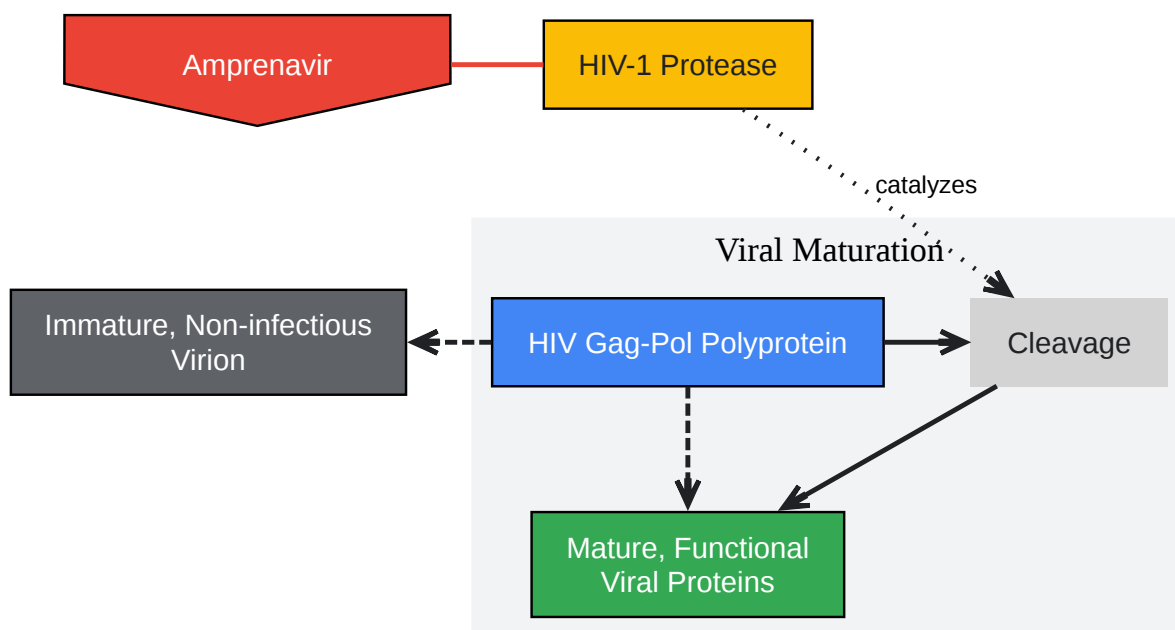 Amprenavir
HIV-1 Protease
catalyzes
Viral Maturation
Immature, Non-infectious
Virion
HIV Gag-Pol Polyprotein
Cleavage
Mature, Functional
Viral Proteins